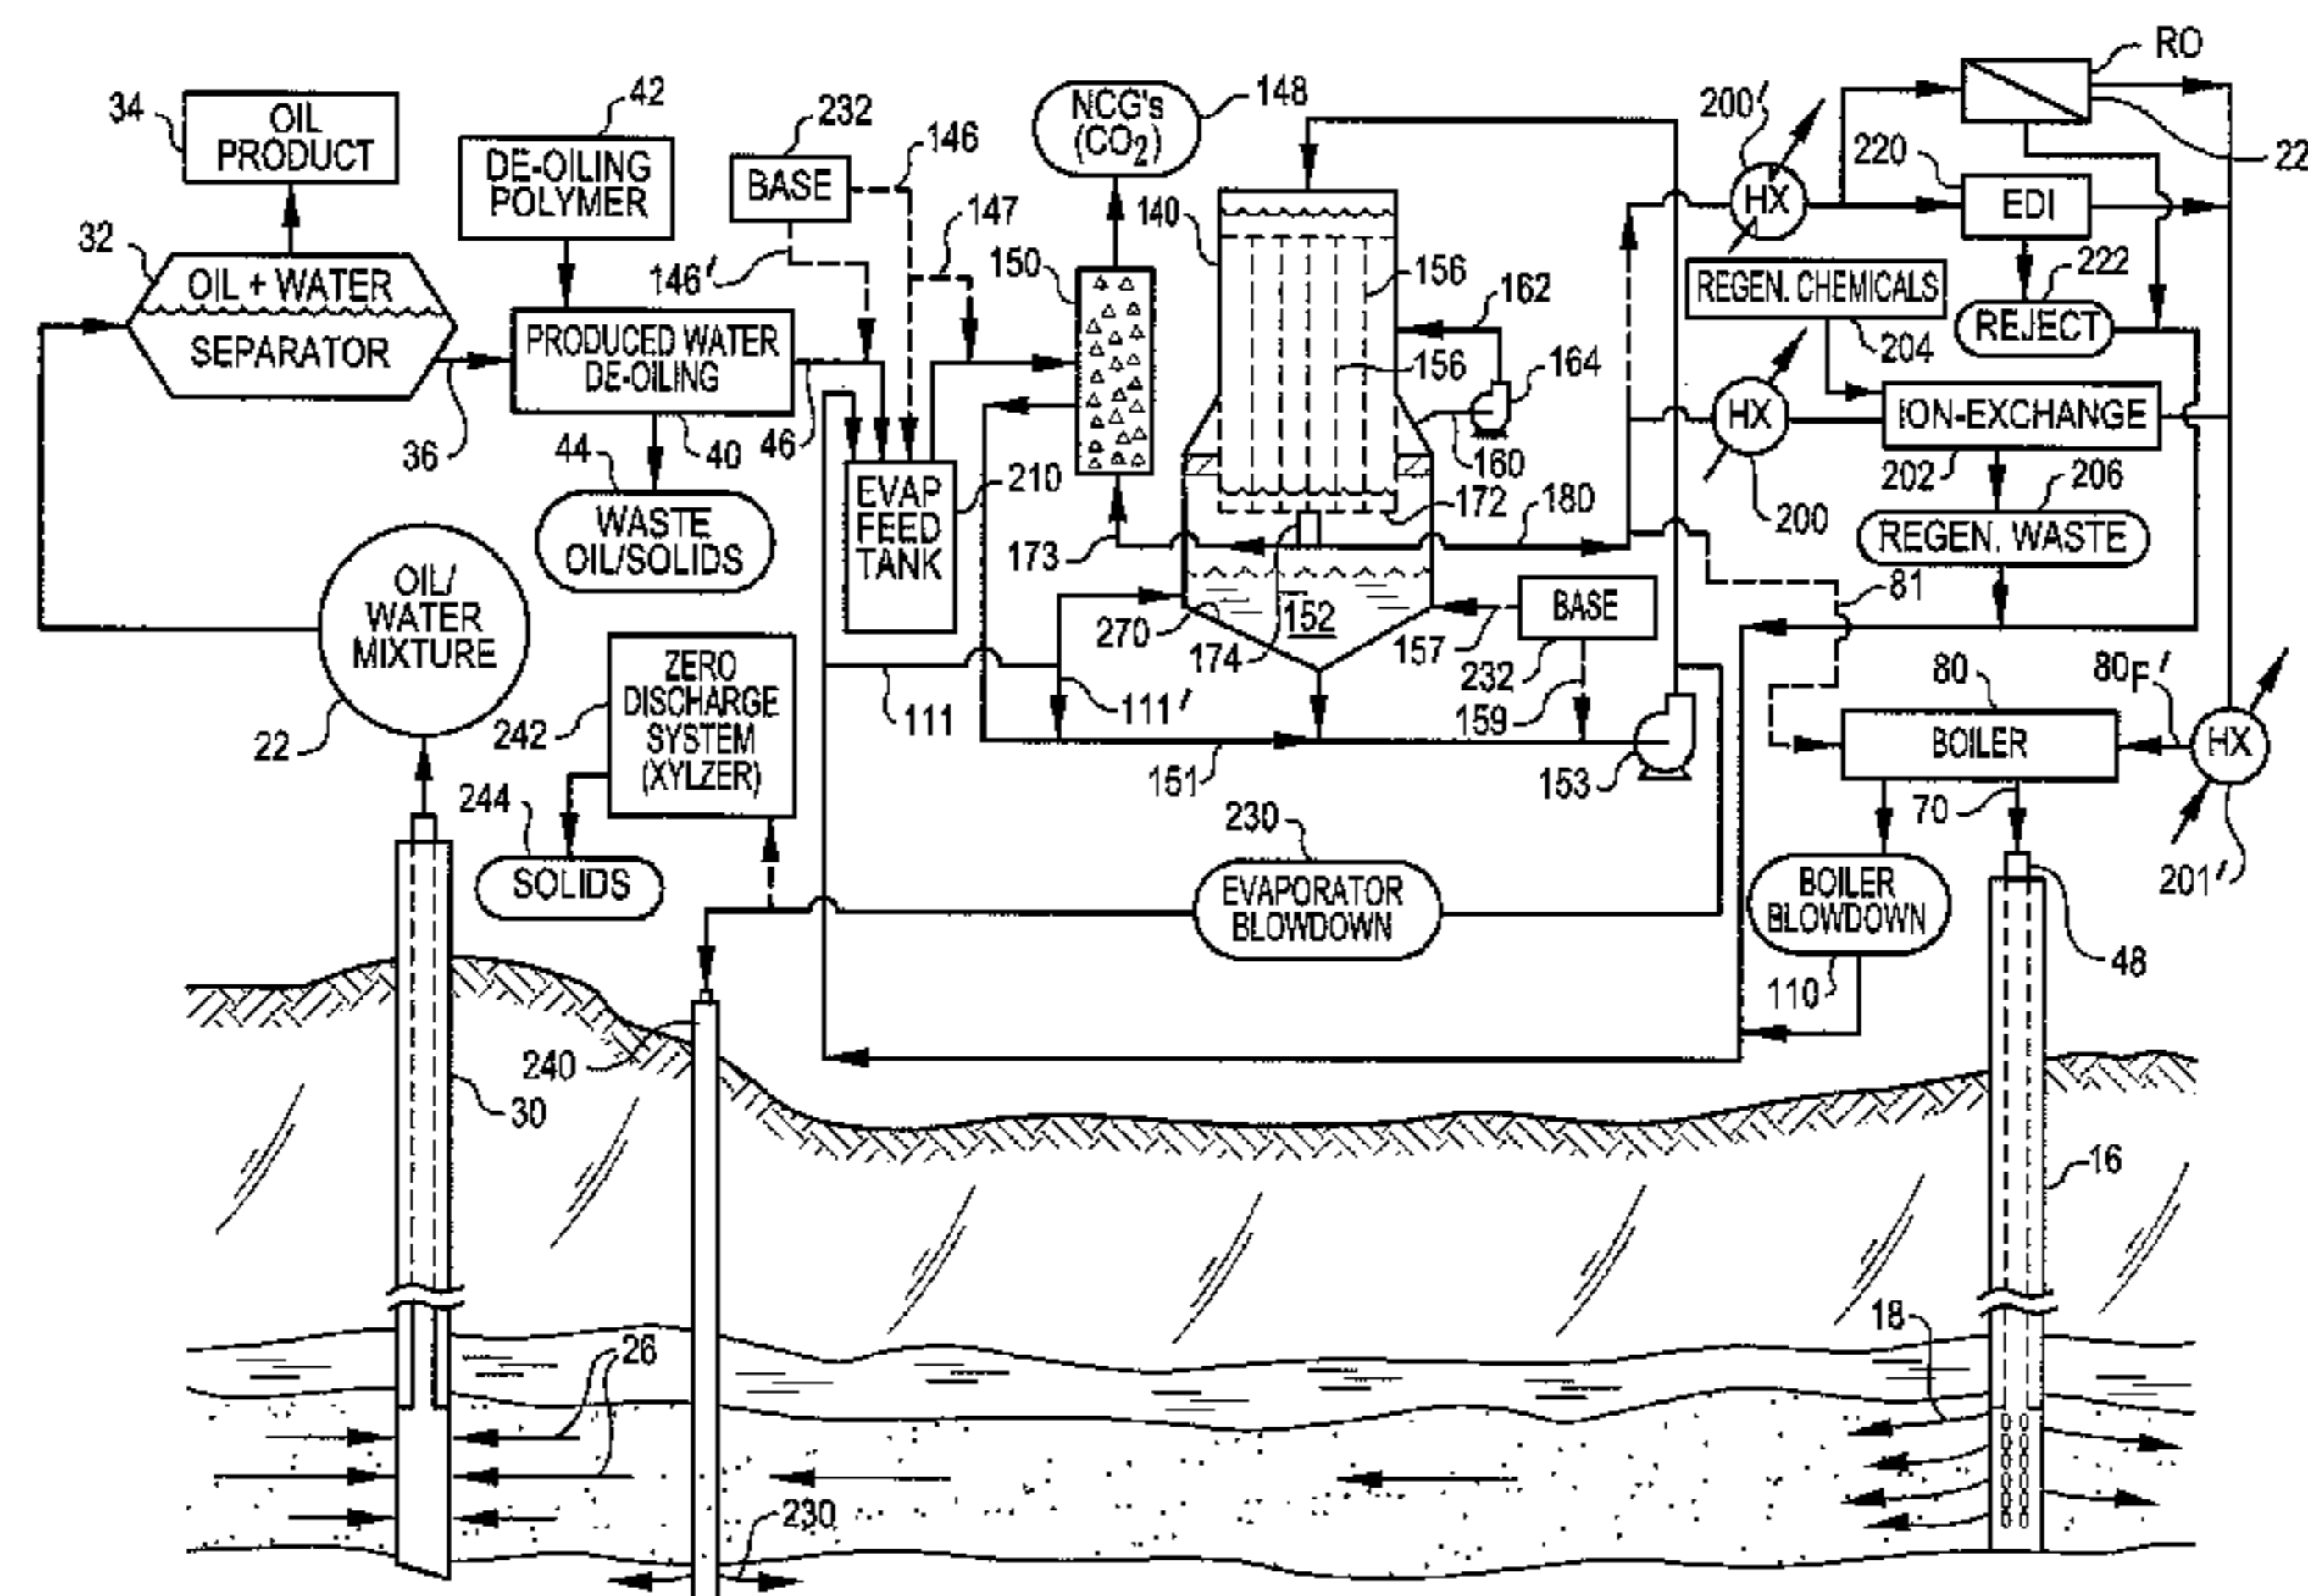 RO
34
OIL
PRODUCT
42
DE-OILING
POLYMER
232
BASE
146
147
146′
NCG's
(CO2)
148
200′
HX
220
22
EDI
32
OIL + WATER
SEPARATOR
PRODUCED WATER
DE-OILING
150
140
156
156
162
164
160
REGEN. CHEMICALS
204
222
REJECT
HX
200
ION-EXCHANGE
202
206
REGEN. WASTE
36
44
40
46
WASTE
OIL/SOLIDS
EVAP
FEED
TANK
210
173
172
180
81
OIL/
WATER
MIXTURE
22
270
152
174
157
BASE
232
159
242
ZERO
DISCHARGE
SYSTEM
(XYLZER)
111
111′
151
153
80
80F′
BOILER
HX
70
201′
244
SOLIDS
230
EVAPORATOR
BLOWDOWN
BOILER
BLOWDOWN
48
110
240
30
16
18
26
230